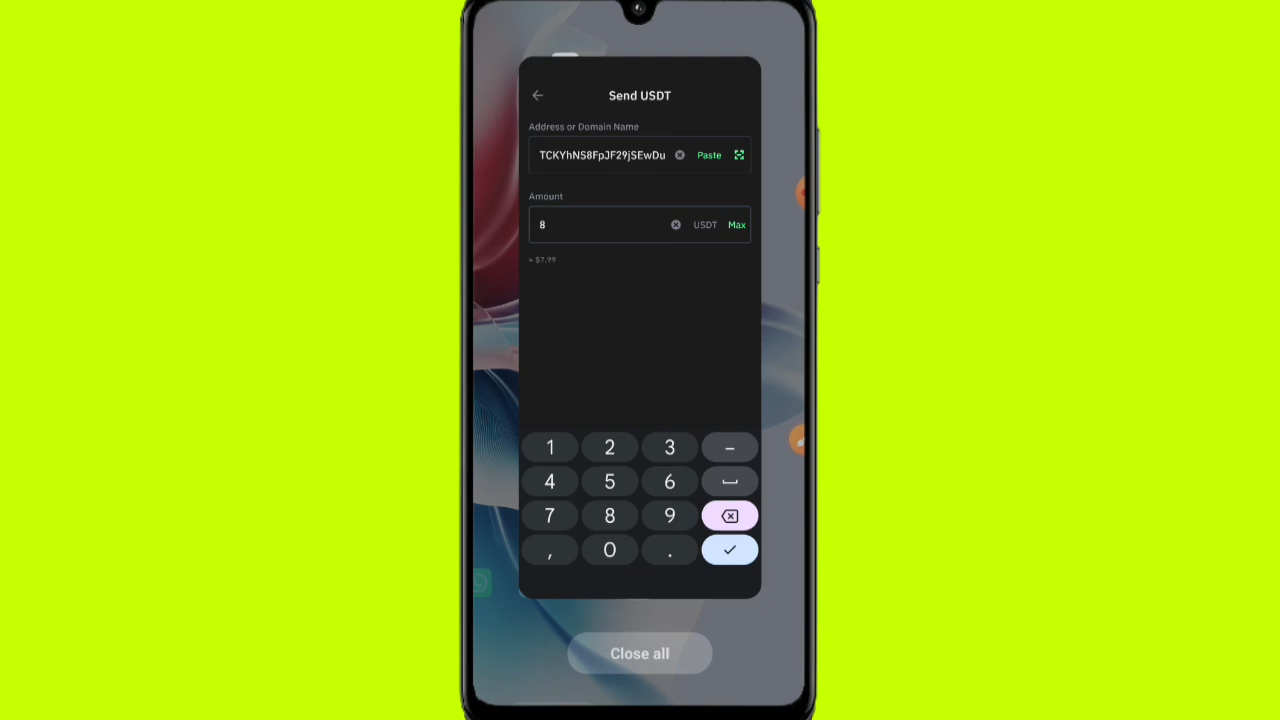 Send USDT
Address or Domain Name
TCKYhNS8FpJF29jSEwDu Paste
Amount
8 USDT Max
≈ $7.99
1 2 3 –
4 5 6
7 8 9
, 0 .
Close all